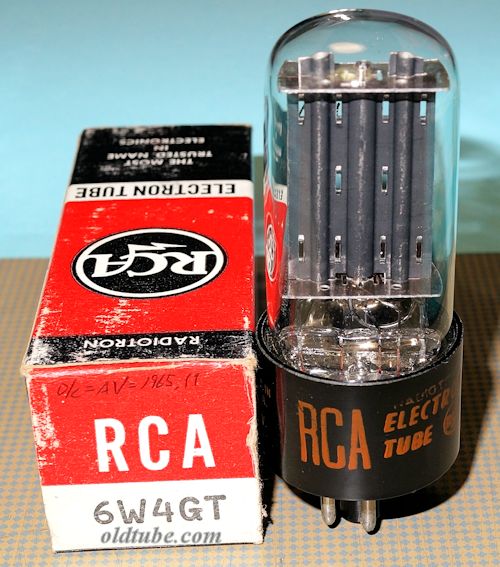 THE MOST
TRUSTED NAME
IN
ELECTRONICS
ELECTRON TUBE
RCA
RADIOTRON
D/C=AV=1965,11
RCA
6W4GT
oldtube.com
RCA
ELECTRO
TUBE